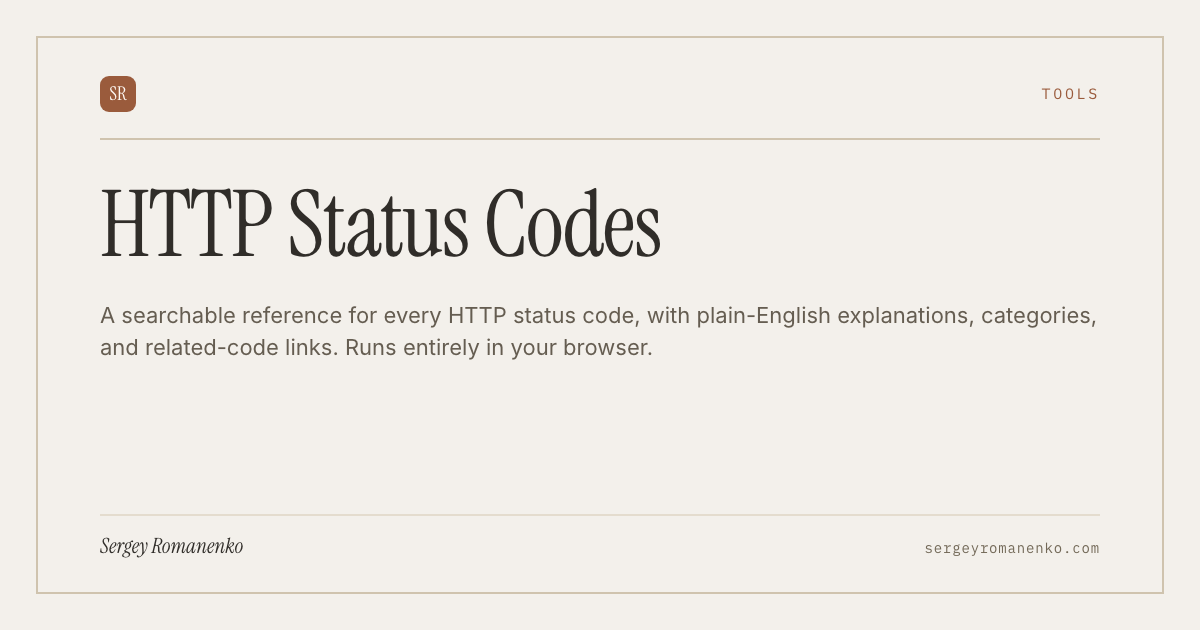 SR
TOOLS
HTTP Status Codes
A searchable reference for every HTTP status code, with plain-English explanations, categories,
and related-code links. Runs entirely in your browser.
Sergey Romanenko
sergeyromanenko.com